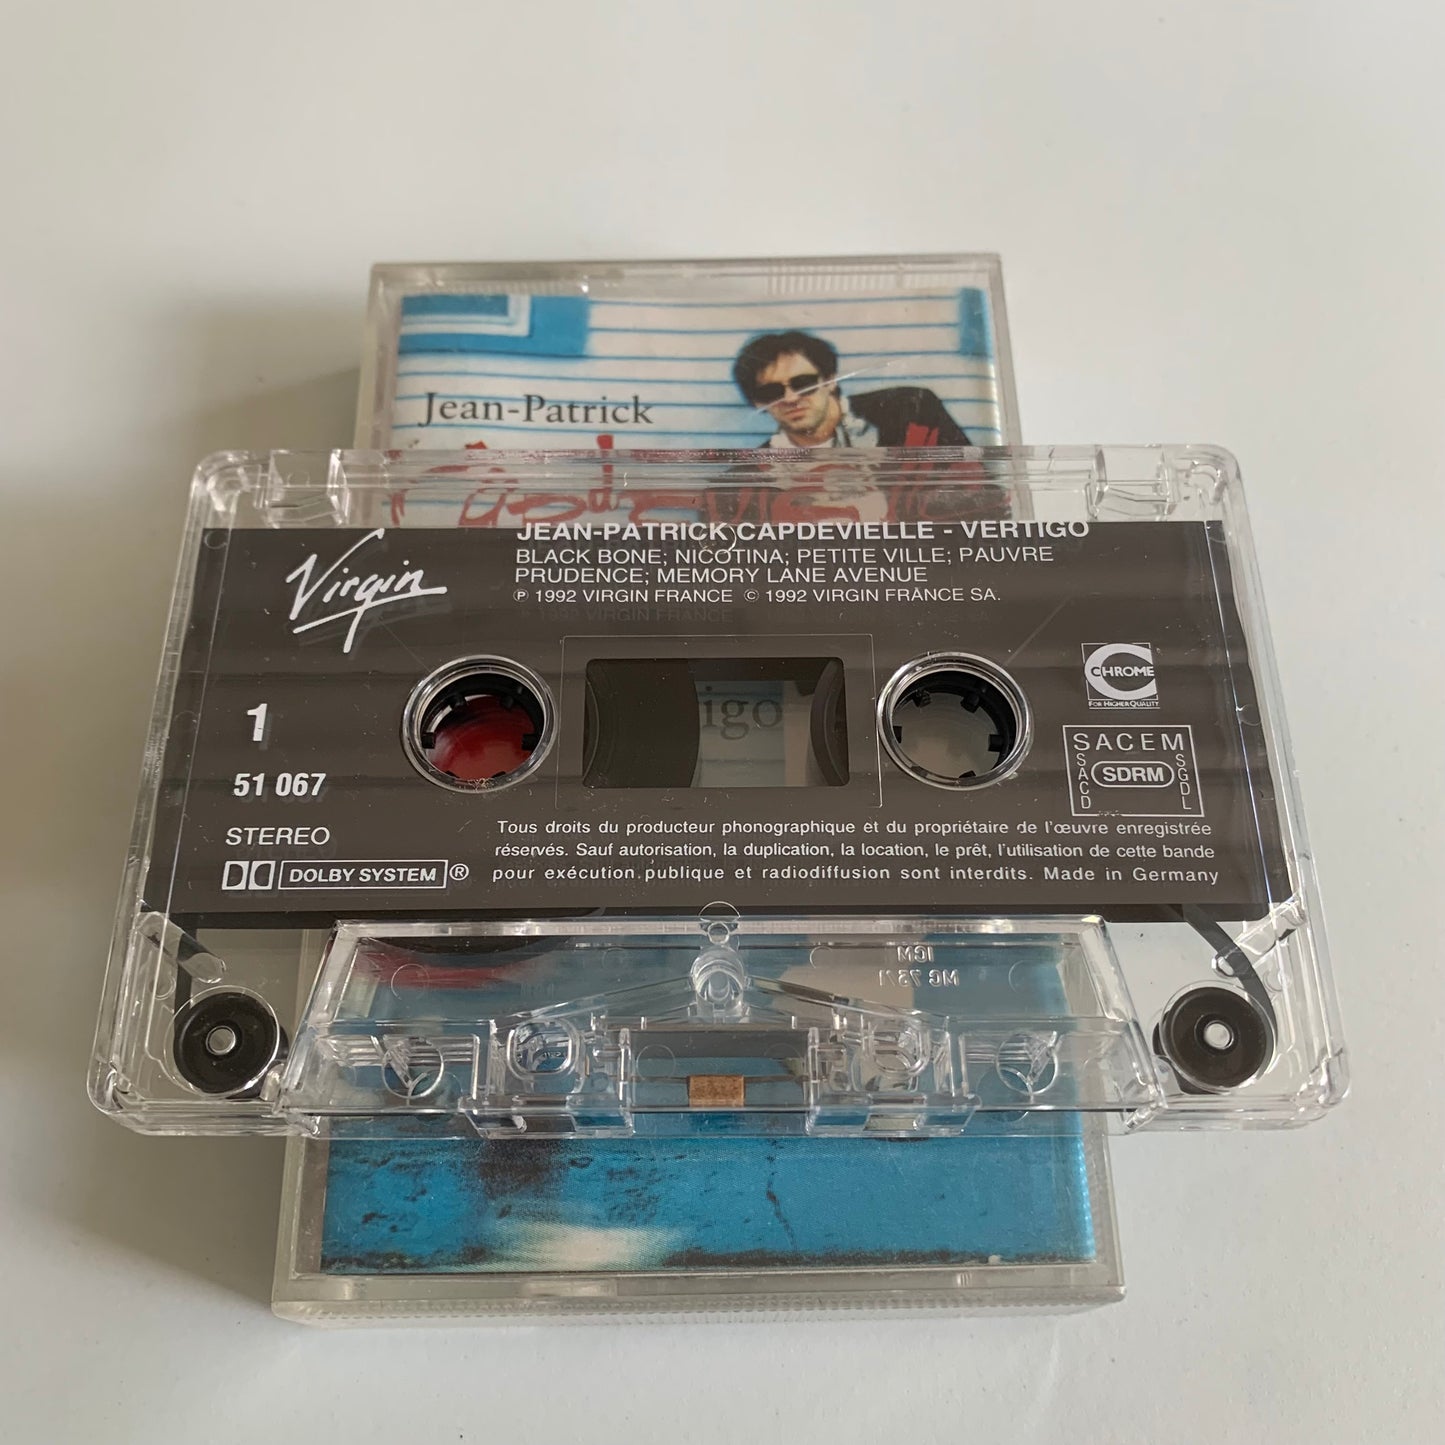 Jean-Patrick
Capdevielle
Virgin
JEAN-PATRICK CAPDEVIELLE - VERTIGO
BLACK BONE; NICOTINA; PETITE VILLE; PAUVRE
PRUDENCE; MEMORY LANE AVENUE
℗ 1992 VIRGIN FRANCE © 1992 VIRGIN FRANCE SA.
1
51 067
STEREO
DOLBY SYSTEM ®
igo
C
CHROME
FOR HIGHER QUALITY
SACEM
SACD
SDRM
SGDL
Tous droits du producteur phonographique et du propriétaire de l'œuvre enregistrée
réservés. Sauf autorisation, la duplication, la location, le prêt, l'utilisation de cette bande
pour exécution publique et radiodiffusion sont interdits. Made in Germany
ICM